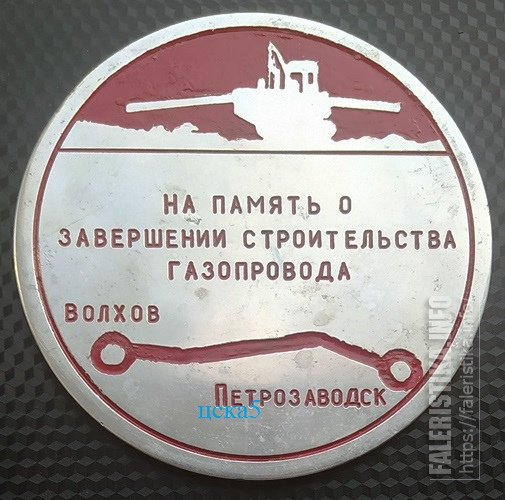 НА ПАМЯТЬ О
ЗАВЕРШЕНИИ СТРОИТЕЛЬСТВА
ГАЗОПРОВОДА
ВОЛХОВ
ПЕТРОЗАВОДСК
цска5
FALERISTIKA.INFO
https://faleristika.info